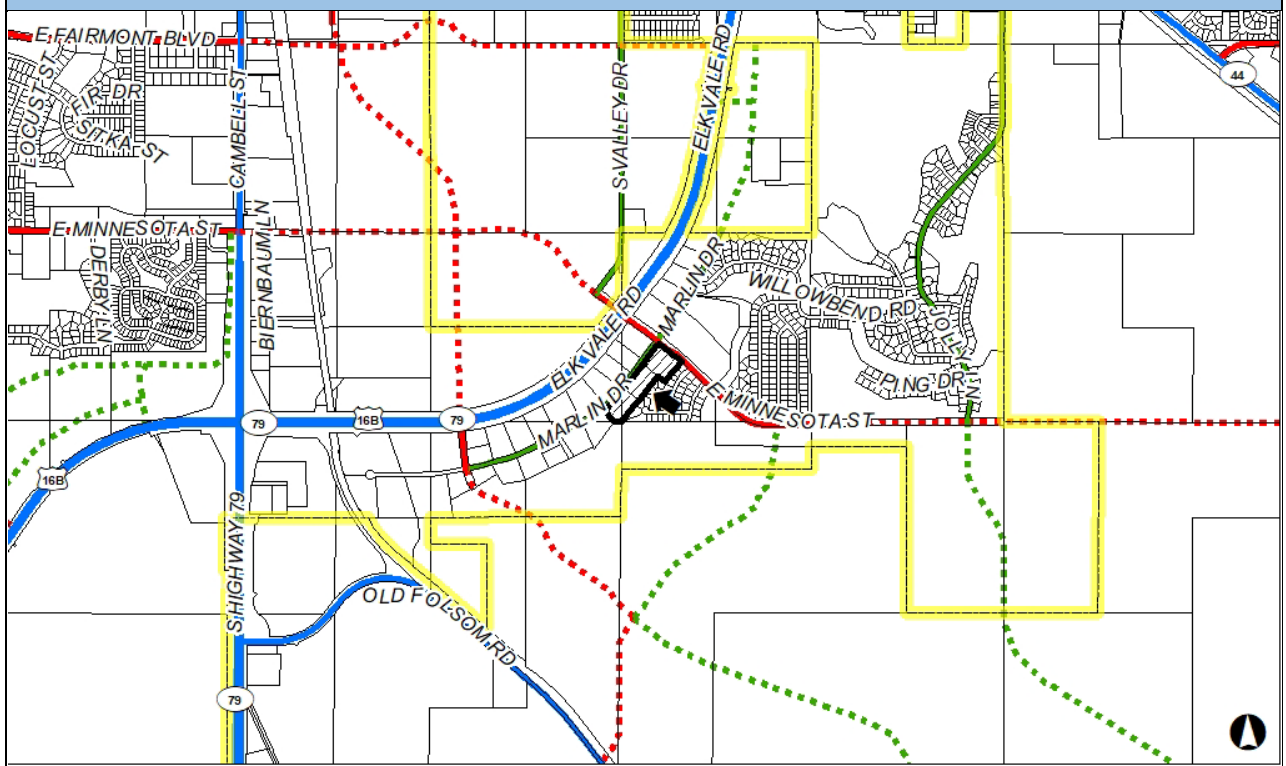 E FAIRMONT BLVD
LOCUST ST
FIR DR
SITKA ST
CAMBELL ST
S VALLEY DR
ELK VALE RD
44
E MINNESOTA ST
DERBY LN
BIERNBAUM LN
MARLIN DR
WILLOWBEND RD
JOLLY LN
PING DR
ELK VALE RD
MARLIN DR
E MINNESOTA ST
79
16B
79
16B
S HIGHWAY 79
OLD FOLSOM RD
79